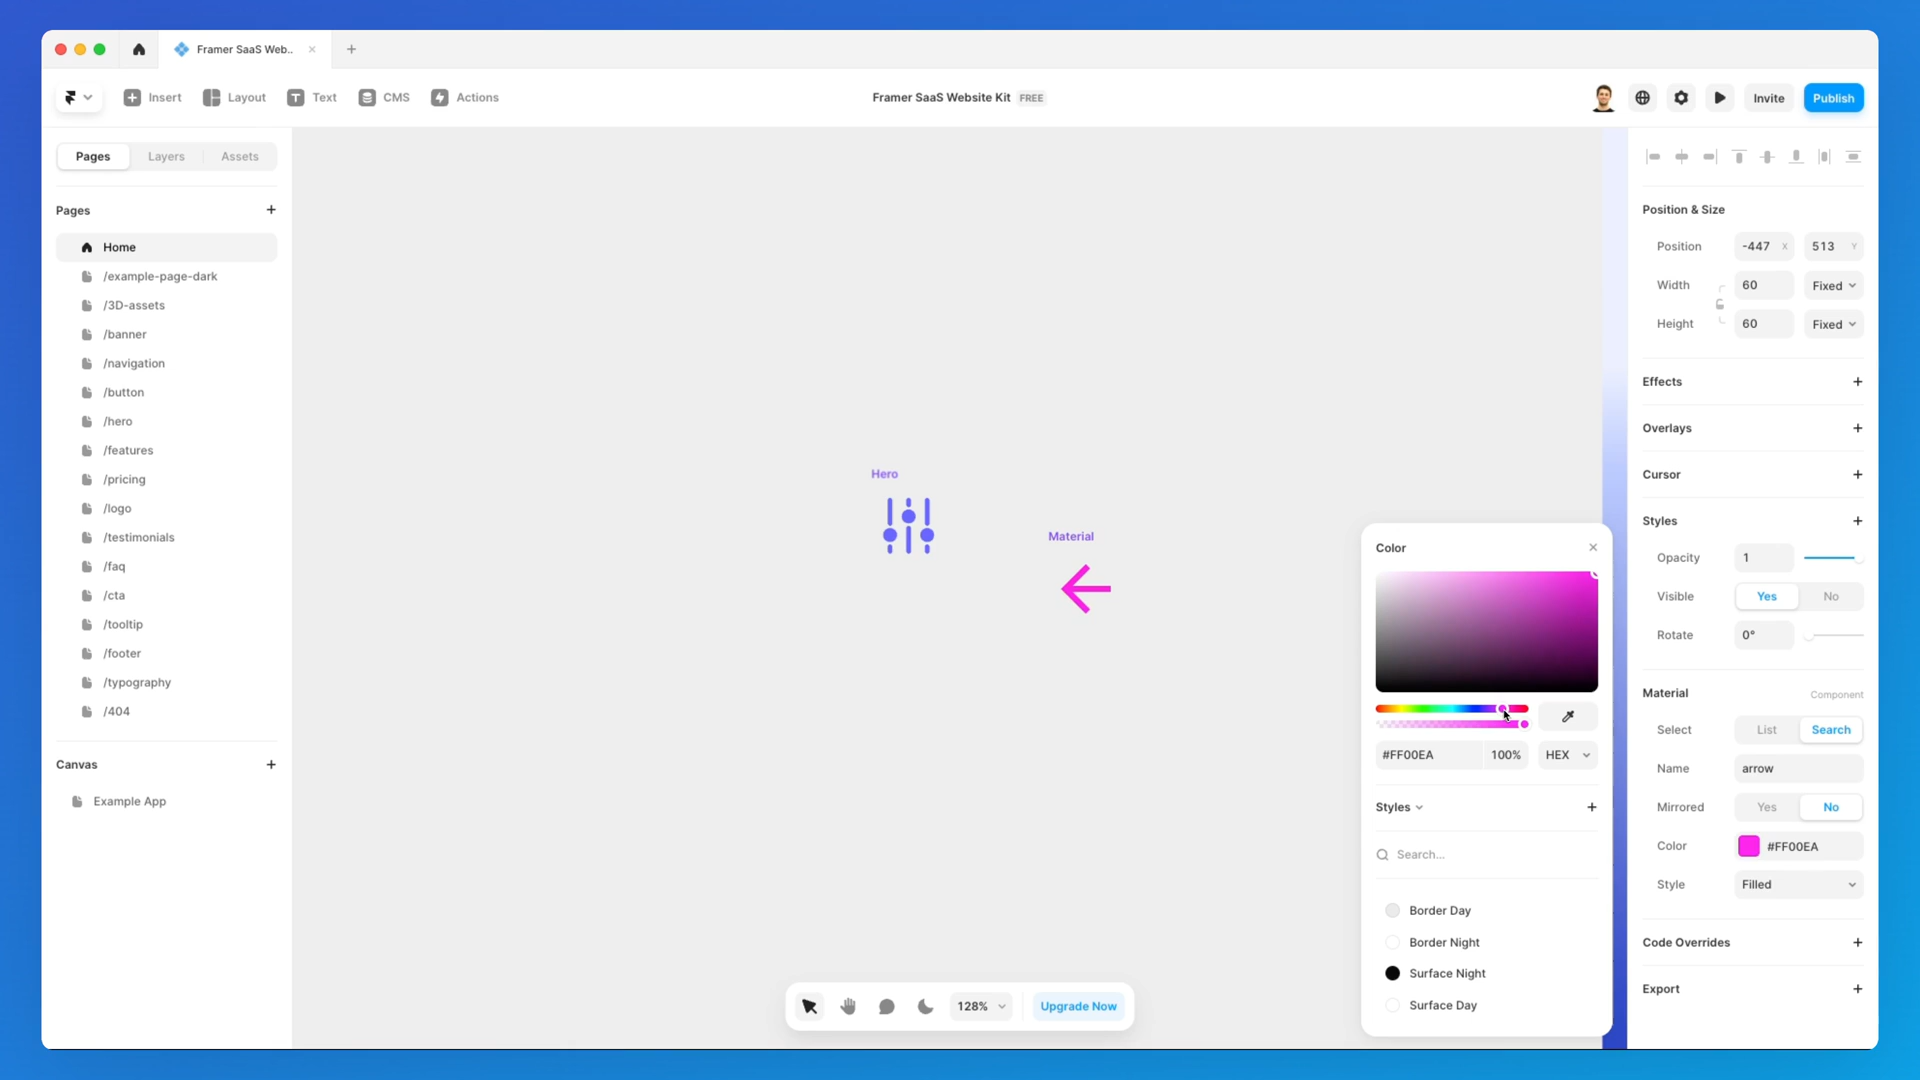 Framer SaaS Web..
Insert
Layout
Text
CMS
Actions
Framer SaaS Website Kit FREE
Invite
Publish
Pages
Layers
Assets
Pages
Home
/example-page-dark
/3D-assets
/banner
/navigation
/button
/hero
/features
/pricing
/logo
/testimonials
/faq
/cta
/tooltip
/footer
/typography
/404
Canvas
Example App
Hero
Material
128%
Upgrade Now
Color
#FF00EA 100% HEX
Styles
Search...
Border Day
Border Night
Surface Night
Surface Day
Position & Size
Position -447 X 513 Y
Width 60 Fixed
Height 60 Fixed
Effects
Overlays
Cursor
Styles
Opacity 1
Visible Yes No
Rotate 0°
Material Component
Select List Search
Name arrow
Mirrored Yes No
Color #FF00EA
Style Filled
Code Overrides
Export